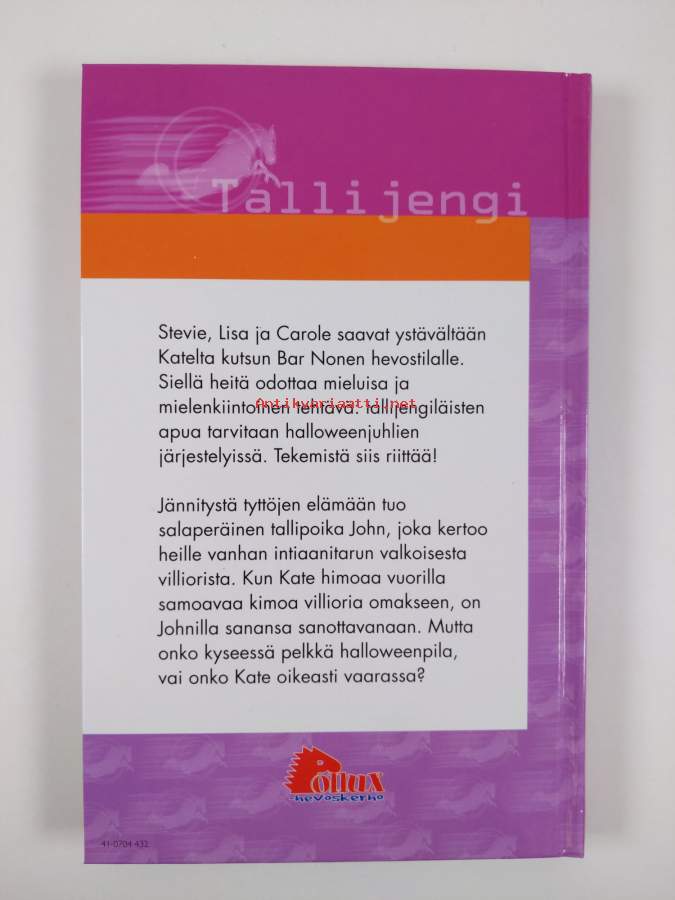 Tallijengi
Stevie, Lisa ja Carole saavat ystävältään
Katelta kutsun Bar Nonen hevostilalle.
Siellä heitä odottaa mieluisa ja
mielenkiintoinen tehtävä: tallijengiläisten
Antikvariaatti.net
apua tarvitaan halloweenjuhlien
järjestelyissä. Tekemistä siis riittää!
Jännitystä tyttöjen elämään tuo
salaperäinen tallipoika John, joka kertoo
heille vanhan intiaanitarun valkoisesta
villiorista. Kun Kate himoaa vuorilla
samoavaa kimoa villioria omakseen, on
Johnilla sanansa sanottavanaan. Mutta
onko kyseessä pelkkä halloweenpila,
vai onko Kate oikeasti vaarassa?
Pollux
-hevoskerho
41-0704 432